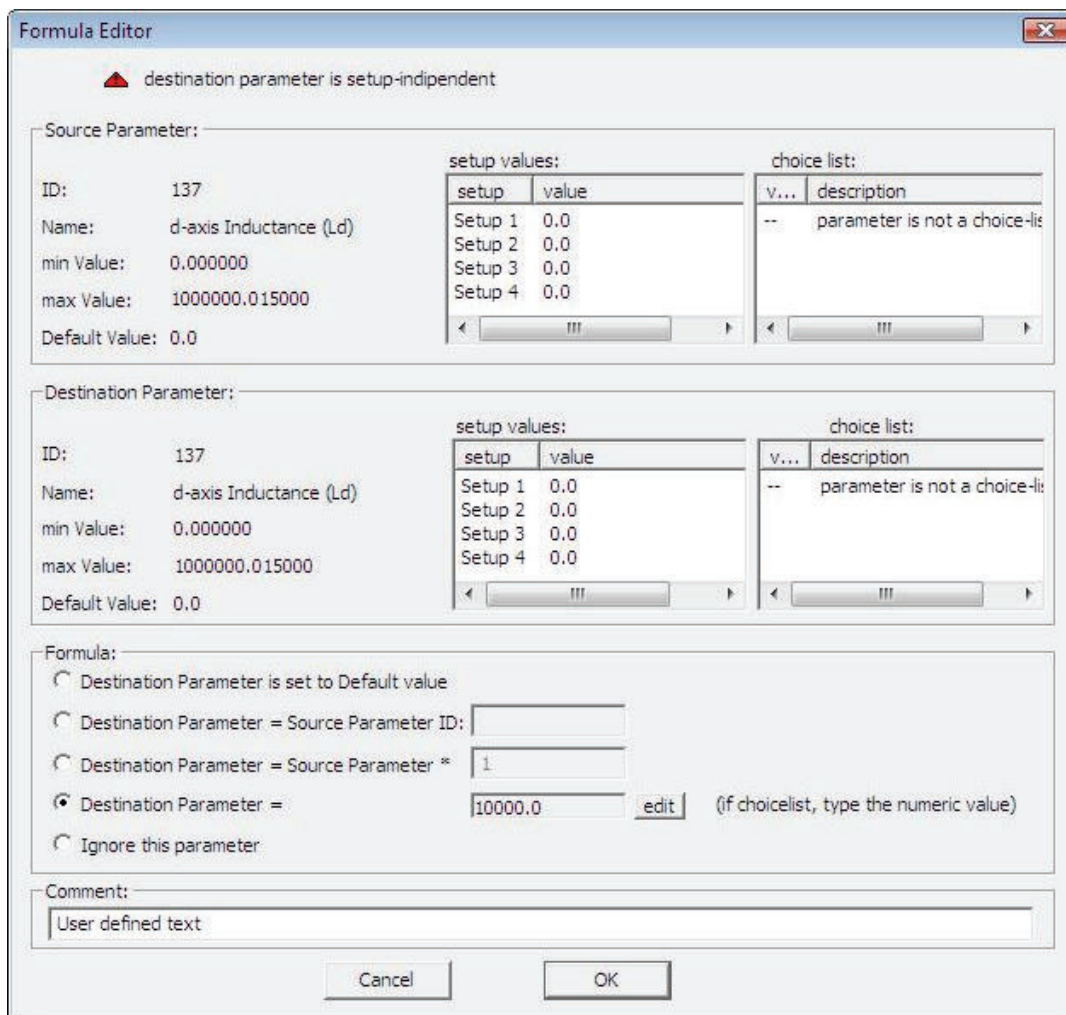 Formula Editor
destination parameter is setup-indipendent
Source Parameter:
setup values:
choice list:
ID: 137
Name: d-axis Inductance (Ld)
min Value: 0.000000
max Value: 1000000.015000
Default Value: 0.0
setup value
Setup 1 0.0
Setup 2 0.0
Setup 3 0.0
Setup 4 0.0
v... description
-- parameter is not a choice-lis
Destination Parameter:
setup values:
choice list:
ID: 137
Name: d-axis Inductance (Ld)
min Value: 0.000000
max Value: 1000000.015000
Default Value: 0.0
setup value
Setup 1 0.0
Setup 2 0.0
Setup 3 0.0
Setup 4 0.0
v... description
-- parameter is not a choice-lis
Formula:
Destination Parameter is set to Default value
Destination Parameter = Source Parameter ID:
Destination Parameter = Source Parameter * 1
Destination Parameter = 10000.0 edit (if choicelist, type the numeric value)
Ignore this parameter
Comment:
User defined text
Cancel OK